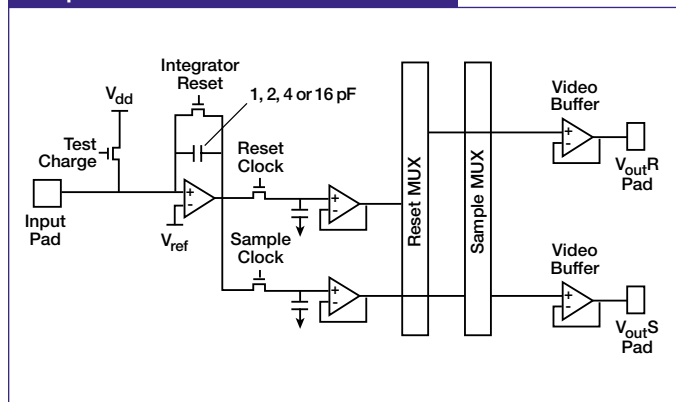 Integrator
Reset
1, 2, 4 or 16 pF
Vdd
Test
Charge
Reset
Clock
Input
Pad
+
-
Vref
+
-
Sample
Clock
+
-
Reset MUX
Sample MUX
Video
Buffer
+
-
VoutR
Pad
Video
Buffer
+
-
VoutS
Pad